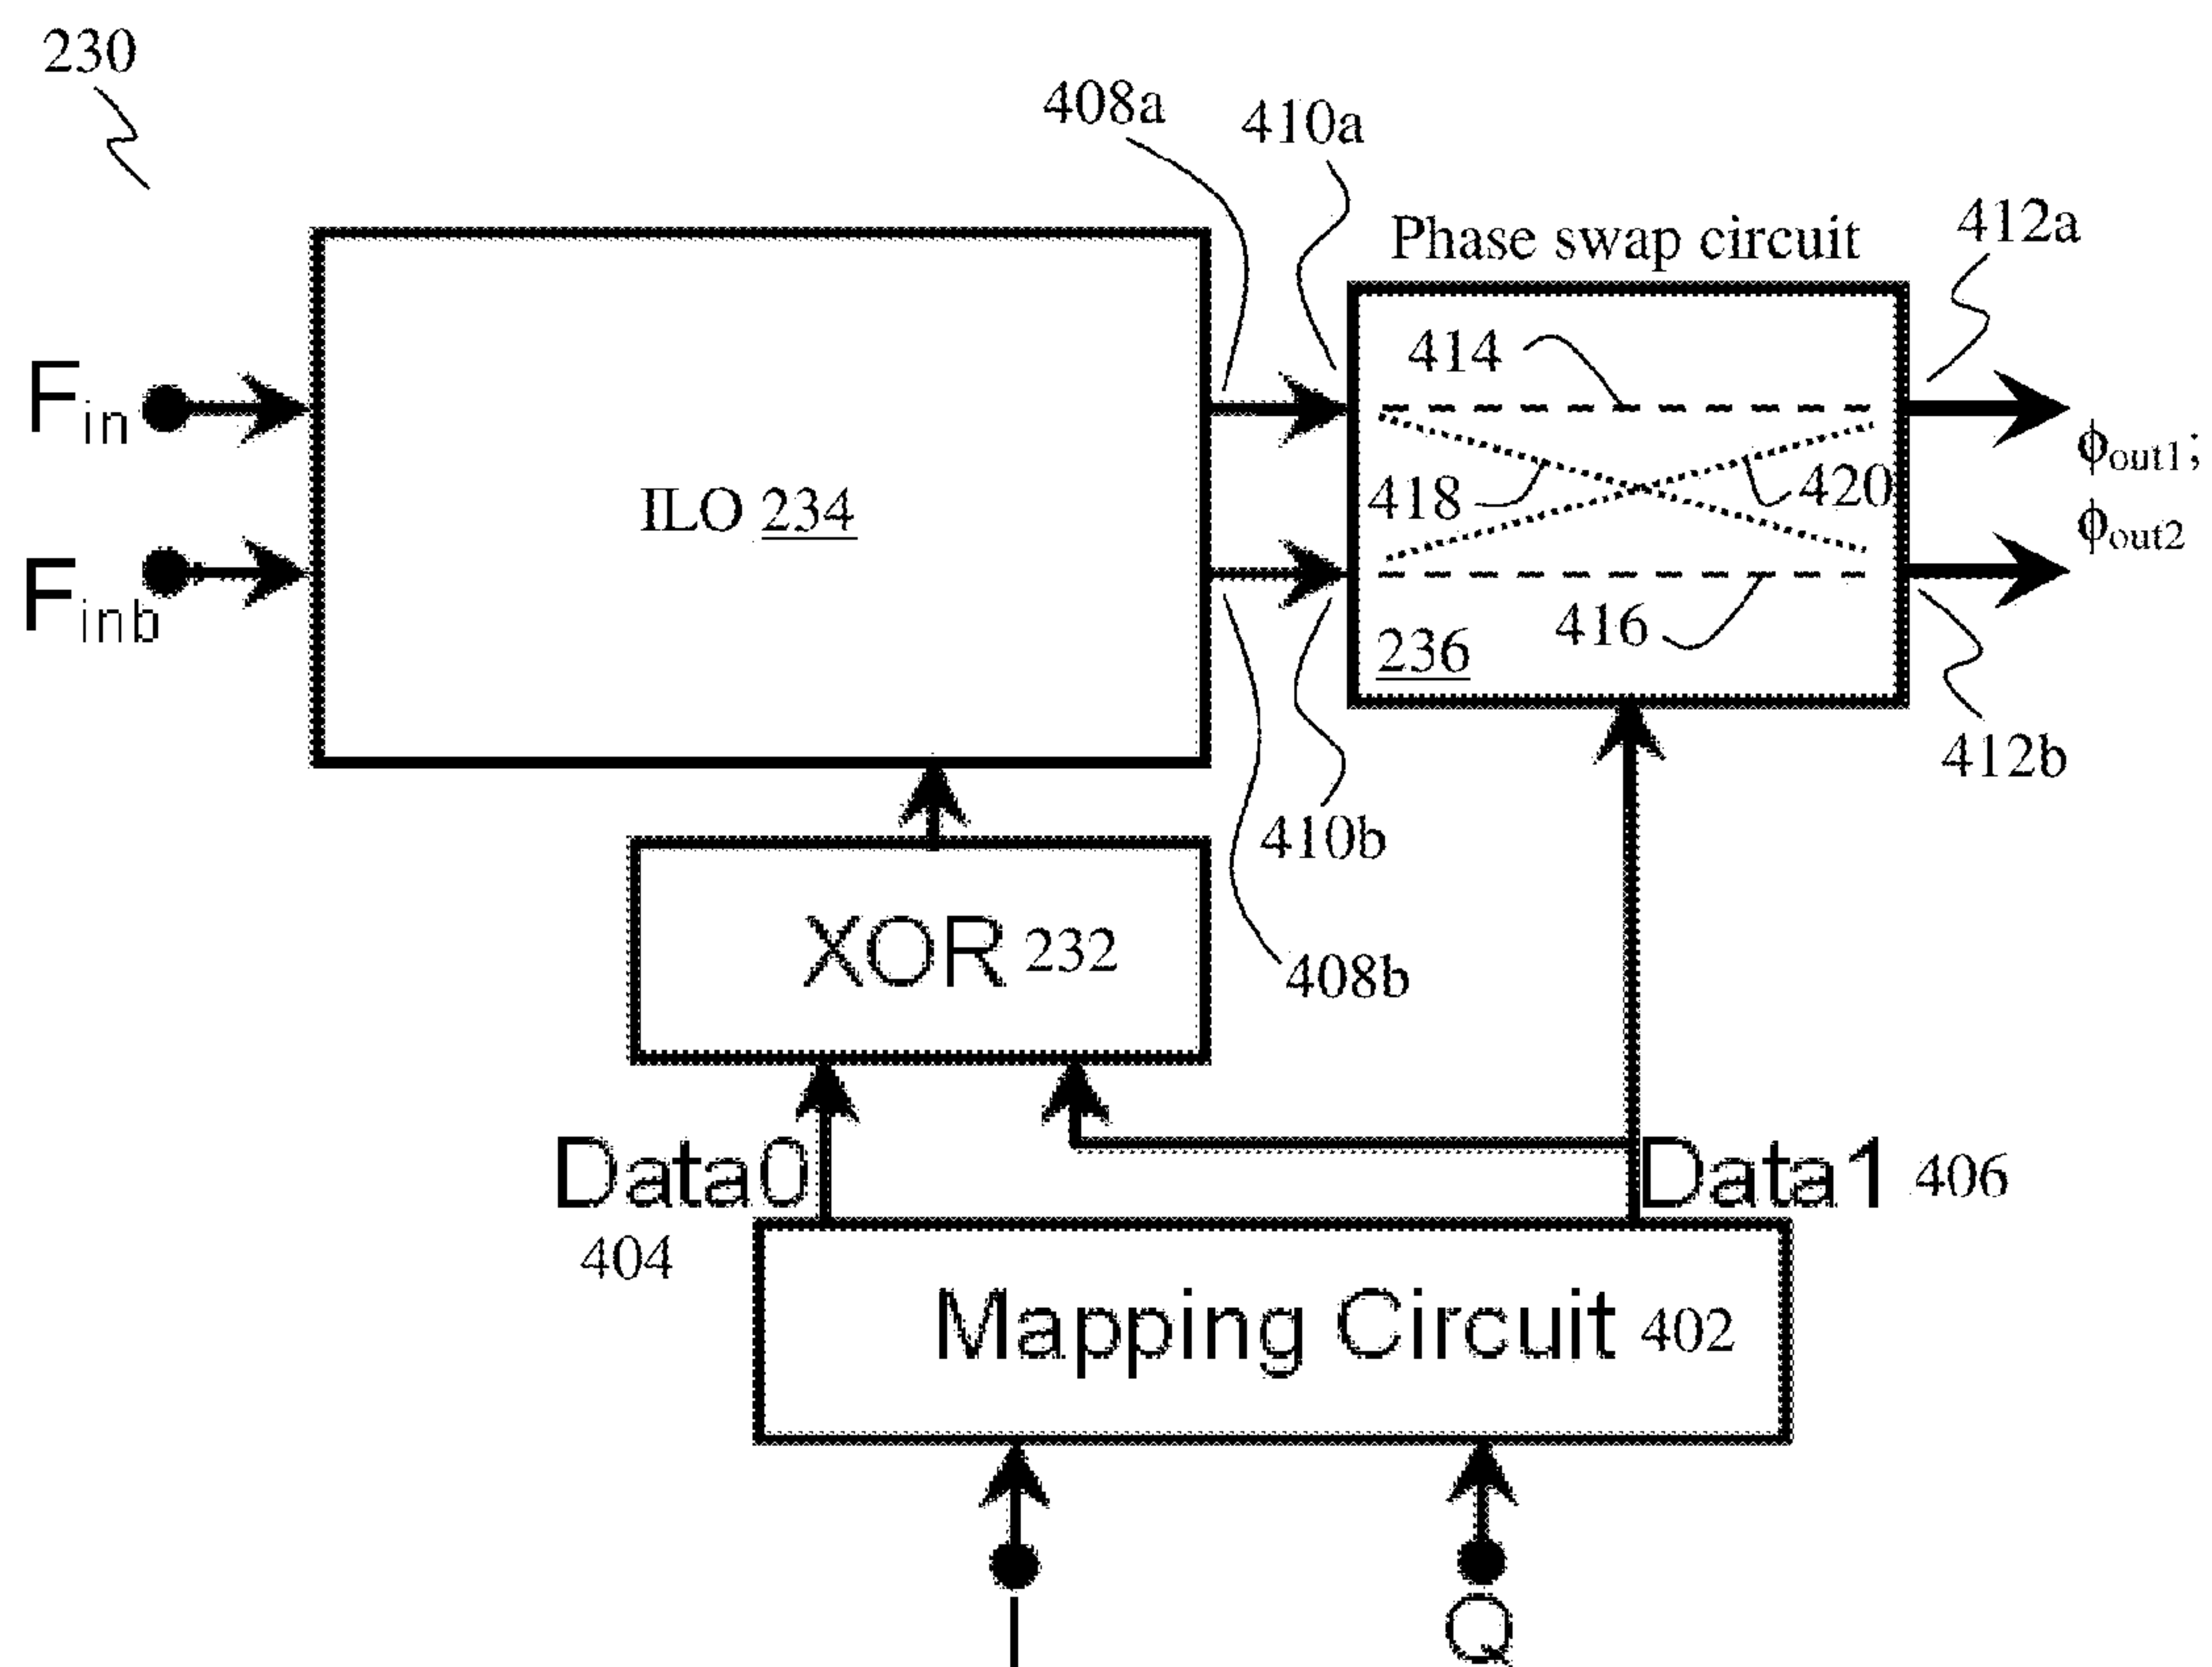 230
408a
410a
412a
Phase swap circuit
414
Fin
ϕout1;
418
420
ILO 234
ϕout2
Finb
416
236
412b
410b
XOR 232
408b
Data0
Data1 406
404
Mapping Circuit 402
I
Q